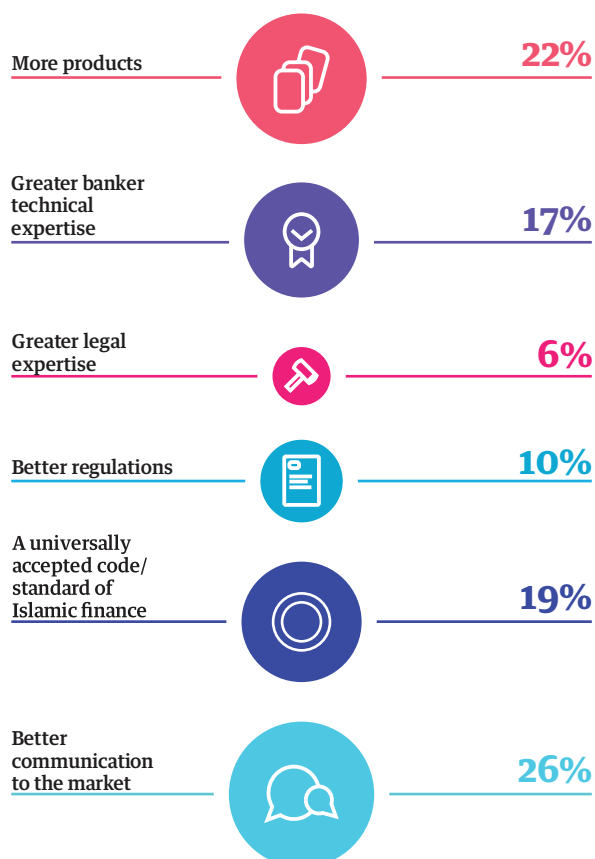 More products
22%
Greater banker
technical
expertise
17%
Greater legal
expertise
6%
Better regulations
10%
A universally
accepted code/
standard of
Islamic finance
19%
Better
communication
to the market
26%